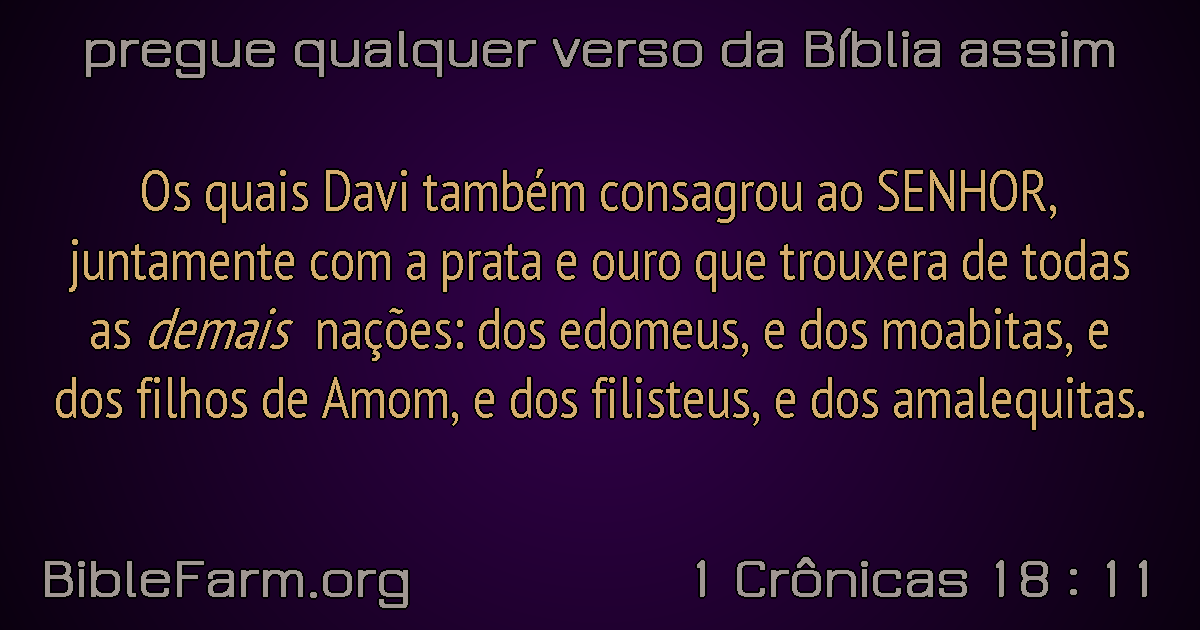 pregue qualquer verso da Bíblia assim
Os quais Davi também consagrou ao SENHOR,
juntamente com a prata e ouro que trouxera de todas
as demais nações: dos edomeus, e dos moabitas, e
dos filhos de Amom, e dos filisteus, e dos amalequitas.
BibleFarm.org
1 Crônicas 18 : 11